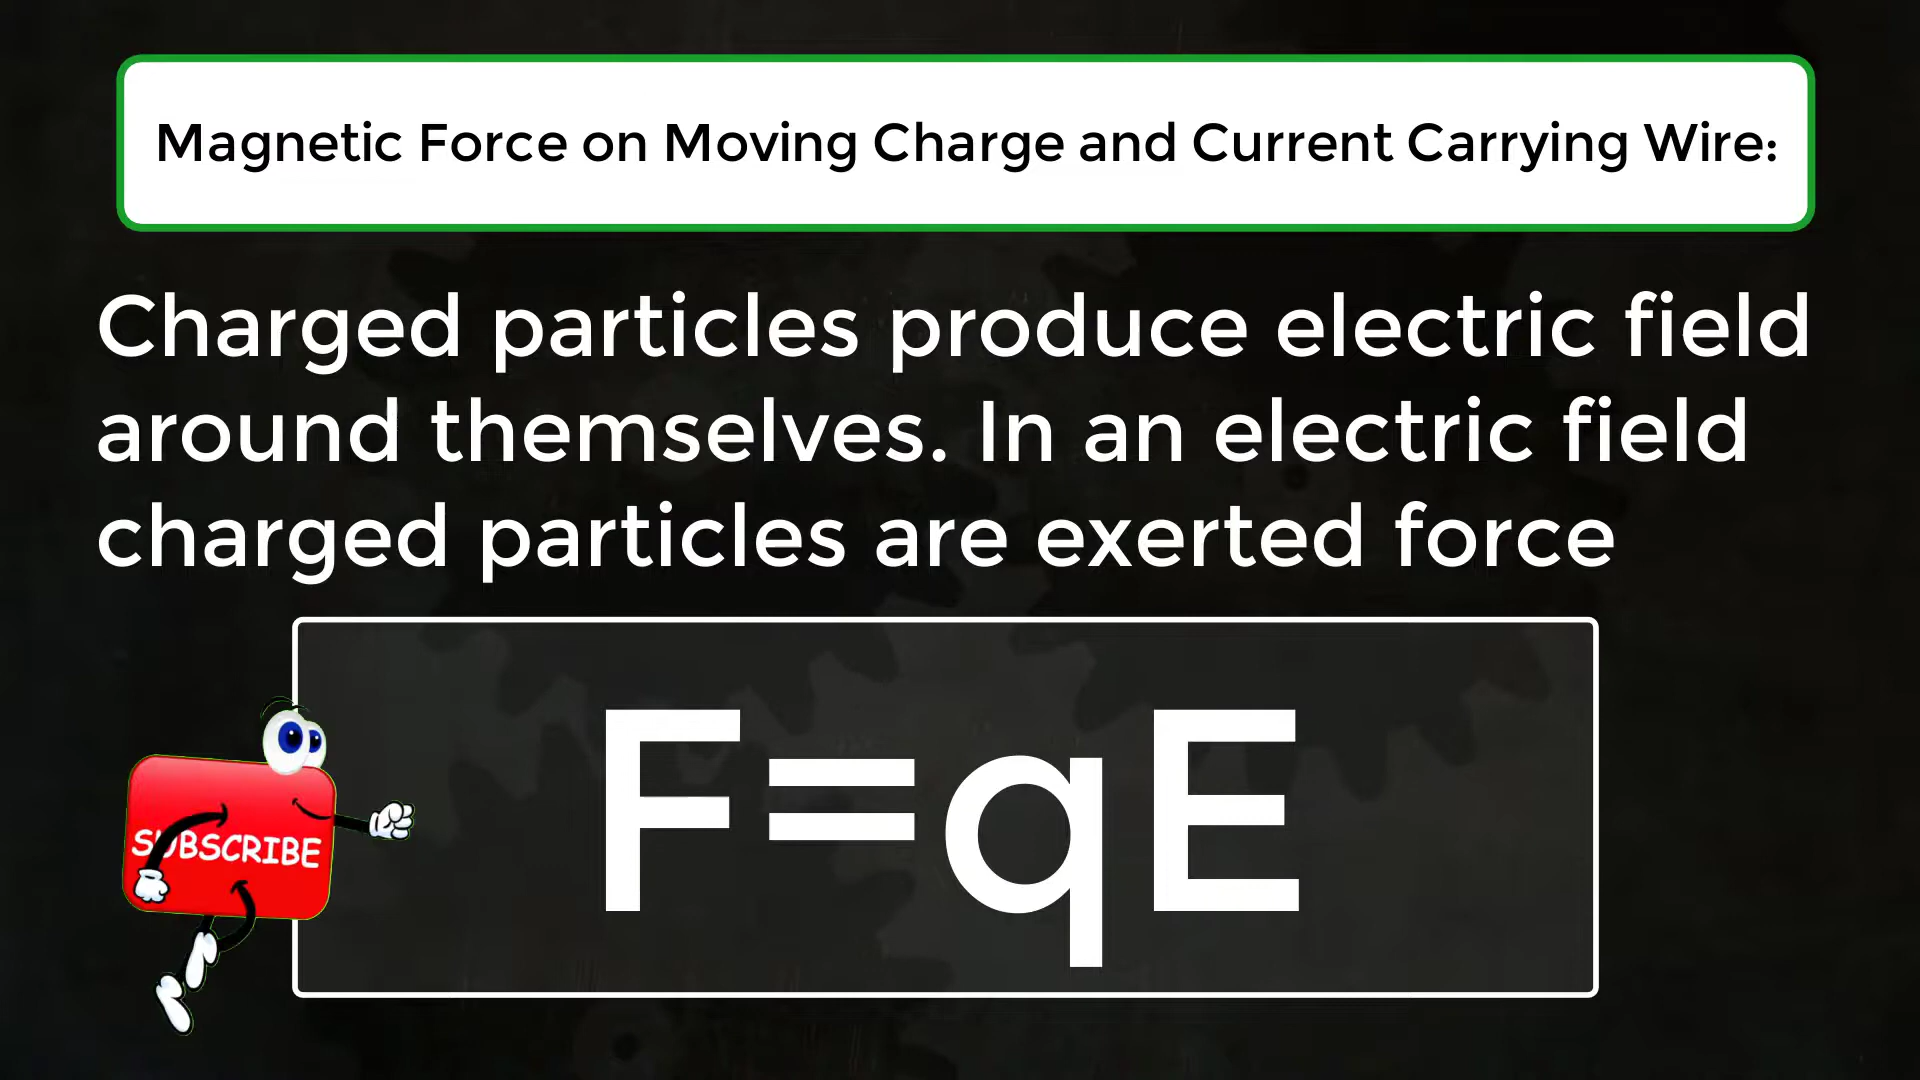 Magnetic Force on Moving Charge and Current Carrying Wire:
Charged particles produce electric field
around themselves. In an electric field
charged particles are exerted force
F=qE
SUBSCRIBE